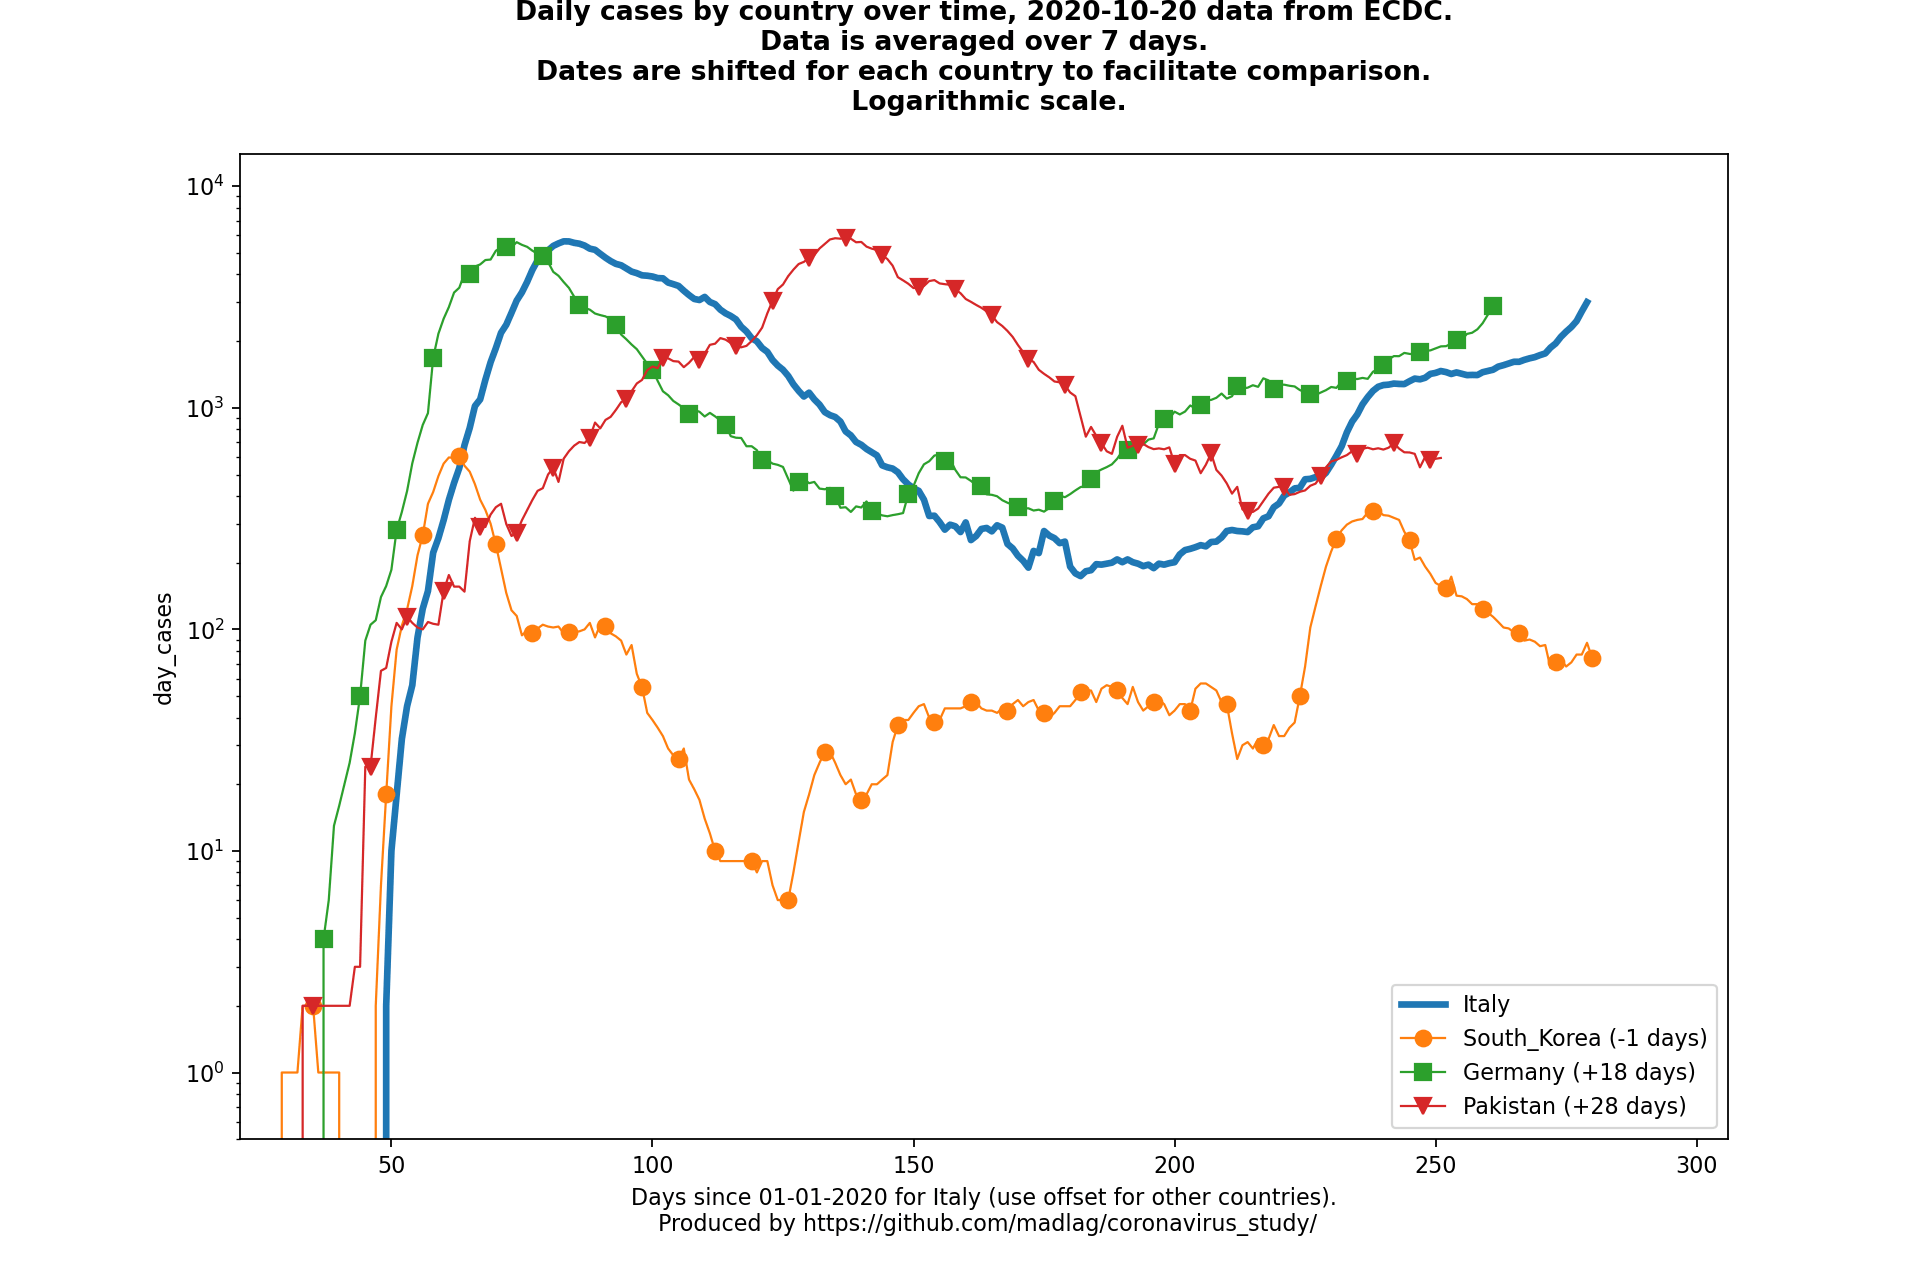 Daily cases by country over time, 2020-10-20 data from ECDC.
Data is averaged over 7 days.
Dates are shifted for each country to facilitate comparison.
Logarithmic scale.
10^4
10^3
10^2
10^1
10^0
day_cases
Italy
South_Korea (-1 days)
Germany (+18 days)
Pakistan (+28 days)
50
100
150
200
250
300
Days since 01-01-2020 for Italy (use offset for other countries).
Produced by https://github.com/madlag/coronavirus_study/